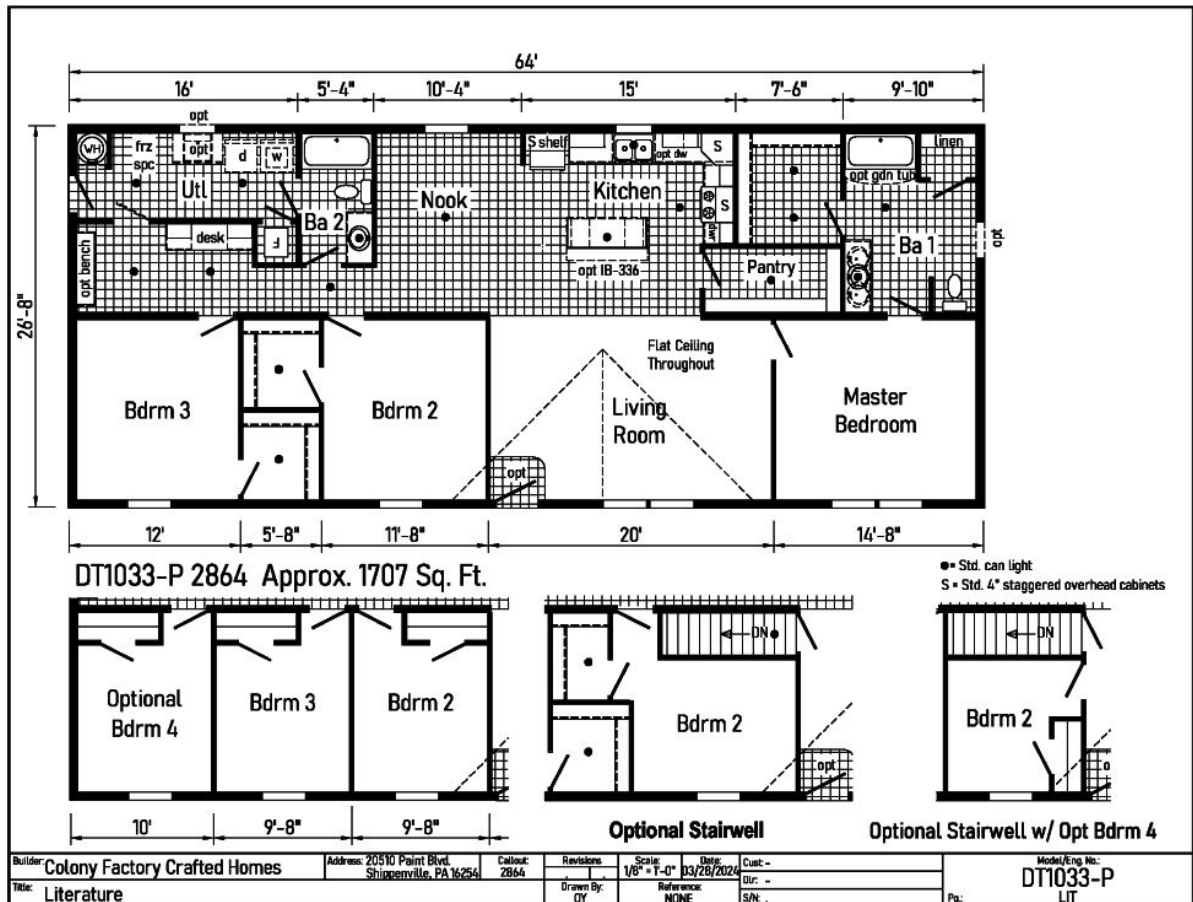 64'
16' 5'-4" 10'-4" 15' 7'-6" 9'-10"
opt
WH
frz
spc
opt
d
w
S shelf
opt dw
S
linen
opt gdn tub
Utl
Ba 2
Nook
Kitchen
S
dwr
Ba 1
opt
desk
F
opt bench
opt IB-336
Pantry
26'-8"
Flat Ceiling
Throughout
Bdrm 3
Bdrm 2
Living
Room
Master
Bedroom
opt
12' 5'-8" 11'-8" 20' 14'-8"
DT1033-P 2864 Approx. 1707 Sq. Ft.
●= Std. can light
S = Std. 4" staggered overhead cabinets
Optional
Bdrm 4
Bdrm 3
Bdrm 2
DN
Bdrm 2
opt
DN
Bdrm 2
10' 9'-8" 9'-8"
Optional Stairwell
Optional Stairwell w/ Opt Bdrm 4
Builder: Colony Factory Crafted Homes
Address: 20510 Paint Blvd.
Shippenville, PA 16254
Callout:
2864
Revisions
Scale:
1/8" = 1'-0"
Date:
03/28/2024
Cust: -
Dlr: -
S/N: .
Model/Eng. No.:
DT1033-P
Title: Literature
Drawn By:
OY
Reference:
NONE
Pg.: LIT